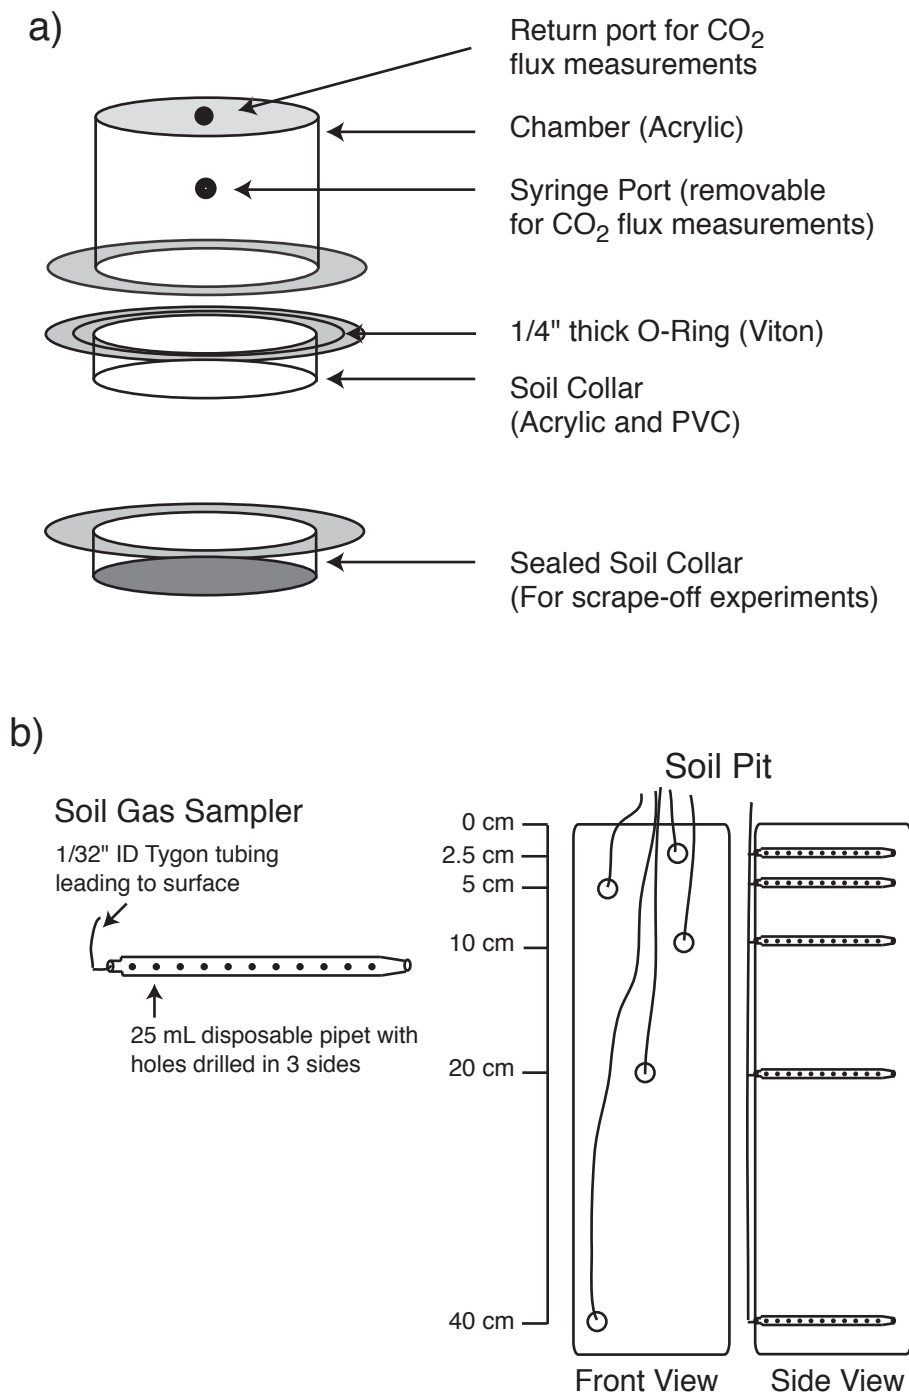 a)
Return port for CO2
flux measurements
Chamber (Acrylic)
Syringe Port (removable
for CO2 flux measurements)
1/4" thick O-Ring (Viton)
Soil Collar
(Acrylic and PVC)
Sealed Soil Collar
(For scrape-off experiments)
b)
Soil Gas Sampler
1/32" ID Tygon tubing
leading to surface
25 mL disposable pipet with
holes drilled in 3 sides
Soil Pit
0 cm
2.5 cm
5 cm
10 cm
20 cm
40 cm
Front View
Side View